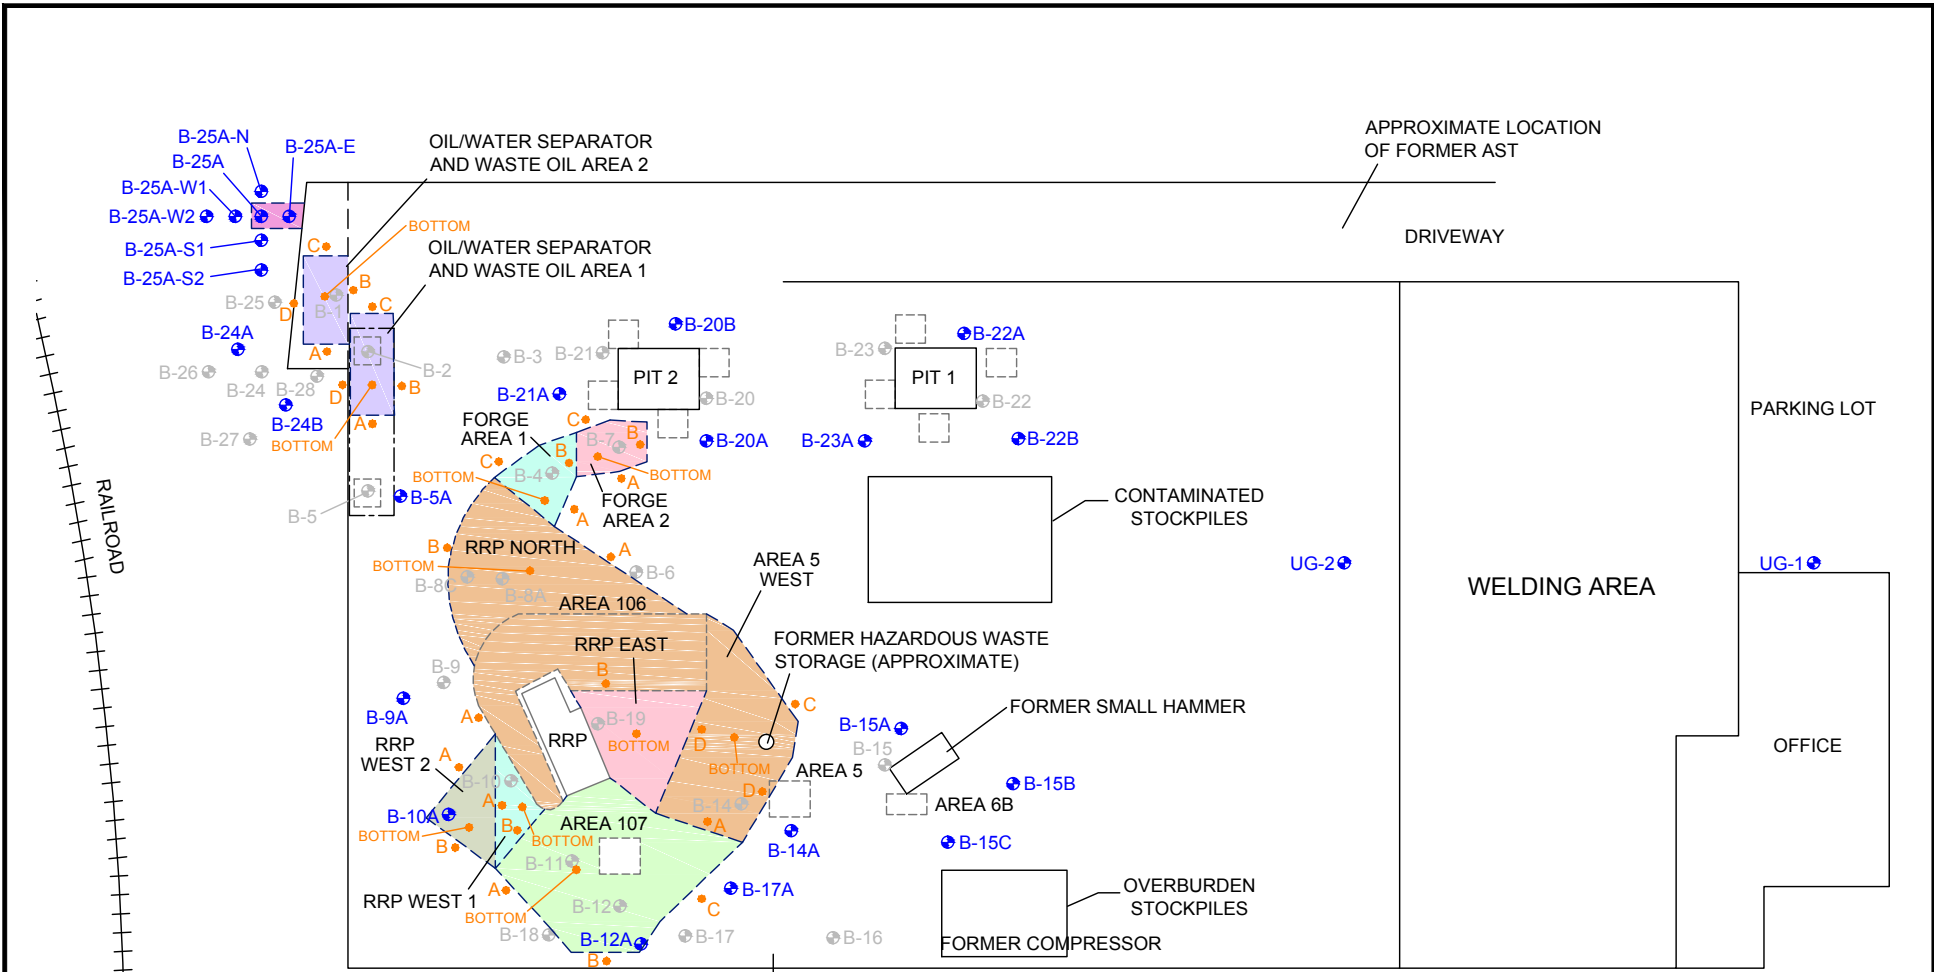 APPROXIMATE LOCATION
OF FORMER AST
B-25A-N
OIL/WATER SEPARATOR
AND WASTE OIL AREA 2
B-25A-E
B-25A
B-25A-W1
B-25A-W2
BOTTOM
DRIVEWAY
B-25A-S1
C
OIL/WATER SEPARATOR
AND WASTE OIL AREA 1
B-25A-S2
B
B-25
D
B-1
C
B-20B
B-24A
B-22A
A
B-3
B-21
B-23
B-26
B-24
B-28
B-2
PIT 2
PIT 1
D
B
B-21A
B-20
B-22
B-24B
A
C
FORGE
AREA 1
PARKING LOT
B-27
BOTTOM
B-7
B
B-20A
B-23A
B-22B
C
B
BOTTOM
B-4
BOTTOM
A
RAILROAD
B-5A
FORGE
AREA 2
CONTAMINATED
STOCKPILES
B-5
A
B
RRP NORTH
A
AREA 5
WEST
BOTTOM
B-6
UG-2
UG-1
B-8C
B-8A
WELDING AREA
AREA 106
RRP EAST
FORMER HAZARDOUS WASTE
STORAGE (APPROXIMATE)
B-9
B
B-9A
A
C
FORMER SMALL HAMMER
B-19
B-15A
RRP
WEST 2
RRP
BOTTOM
D
B-15
OFFICE
A
BOTTOM
AREA 5
B-10
D
B-15B
B-10A
A
B-14
AREA 6B
BOTTOM
B
BOTTOM
AREA 107
A
B
B-14A
B-15C
B-11
A
B-17A
OVERBURDEN
STOCKPILES
RRP WEST 1
BOTTOM
B-12
C
B-18
B-12A
B-17
B-16
FORMER COMPRESSOR
B